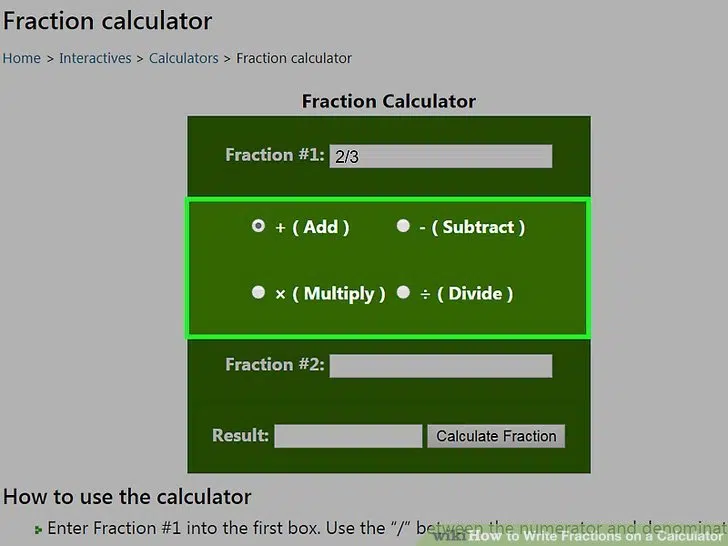 Fraction calculator
Home > Interactives > Calculators > Fraction calculator
Fraction Calculator
Fraction #1: 2/3
+ ( Add ) - ( Subtract )
× ( Multiply ) ÷ ( Divide )
Fraction #2:
Result: Calculate Fraction
How to use the calculator
Enter Fraction #1 into the first box. Use the “/” between the numerator and denominat
wikiHow to Write Fractions on a Calculator